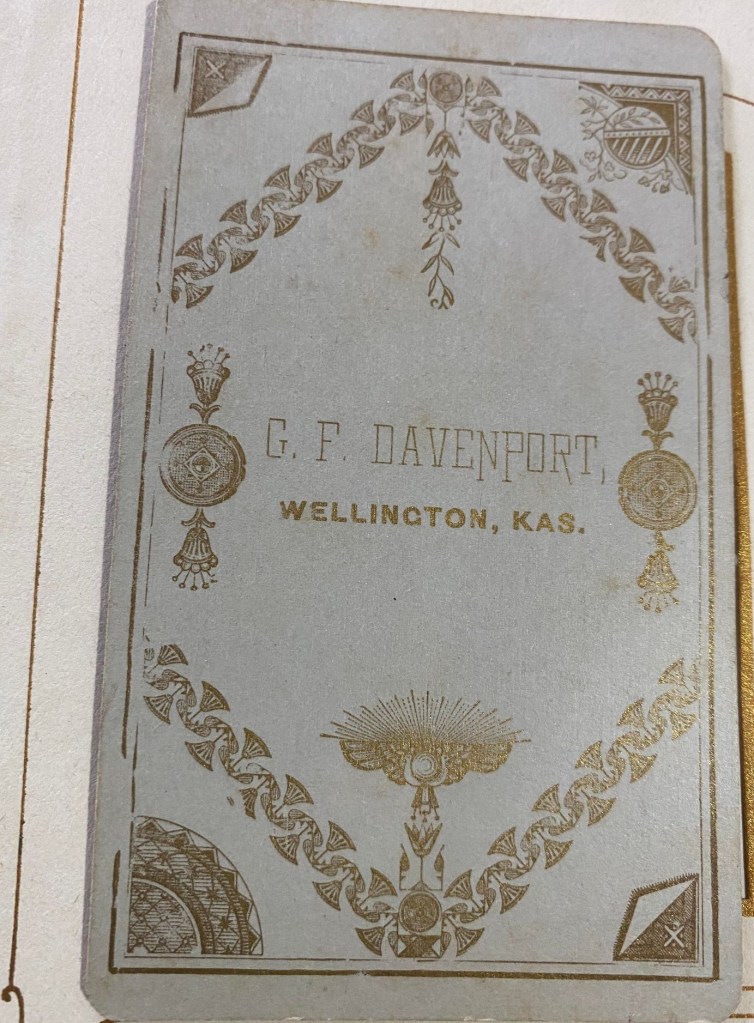 G. F. DAVENPORT,
WELLINGTON, KAS.